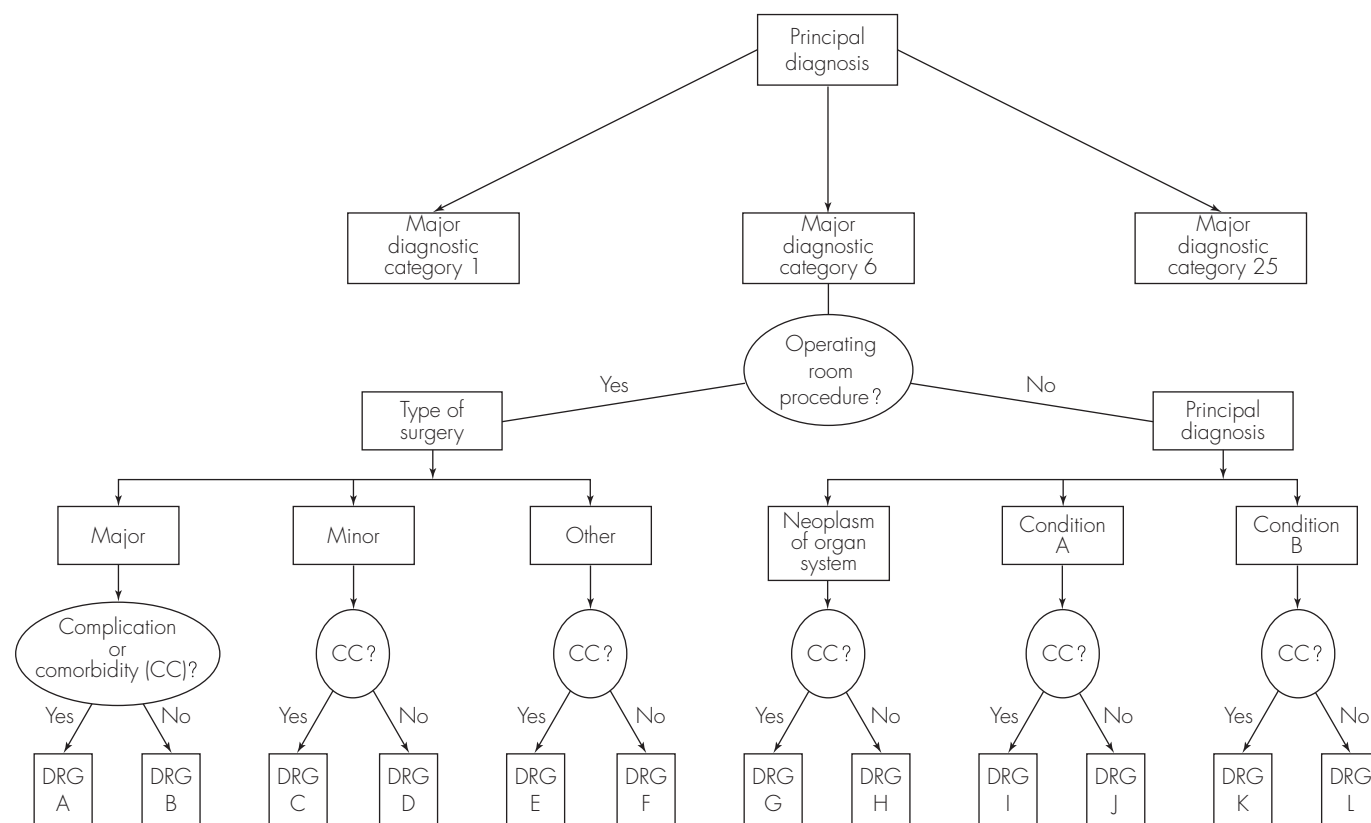 Principal
diagnosis
Major
diagnostic
category 1
Major
diagnostic
category 6
Major
diagnostic
category 25
Operating
room
procedure?
Yes
No
Type of
surgery
Principal
diagnosis
Major
Minor
Other
Neoplasm
of organ
system
Condition
A
Condition
B
Complication
or
comorbidity (CC)?
CC?
CC?
CC?
CC?
CC?
Yes
No
Yes
No
Yes
No
Yes
No
Yes
No
Yes
No
DRG
A
DRG
B
DRG
C
DRG
D
DRG
E
DRG
F
DRG
G
DRG
H
DRG
I
DRG
J
DRG
K
DRG
L